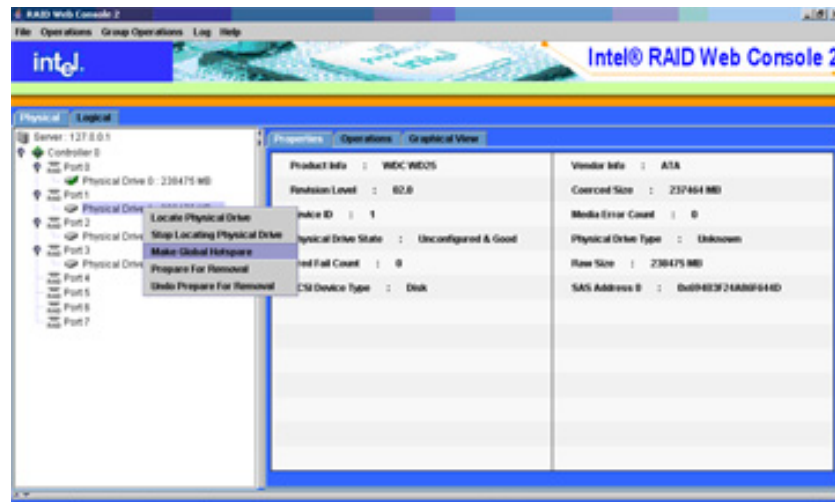 RAID Web Console 2
File Operations Group Operations Log Help
intel.
Intel® RAID Web Console 2
Physical Logical
Server : 127.0.0.1
Controller 0
Port 0
Physical Drive 0 : 238475 MB
Port 1
Physical Drive
Port 2
Physical Drive
Port 3
Physical Drive
Port 4
Port 5
Port 6
Port 7
Locate Physical Drive
Stop Locating Physical Drive
Make Global Hotspare
Prepare For Removal
Undo Prepare For Removal
Properties Operations Graphical View
Product Info : WDC WD25
Vendor Info : ATA
Revision Level : 02.0
Coerced Size : 237464 MB
evice ID : 1
Media Error Count : 0
hysical Drive State : Unconfigured & Good
Physical Drive Type : Unknown
red Fail Count : 0
Raw Size : 238475 MB
CSI Device Type : Disk
SAS Address 0 :